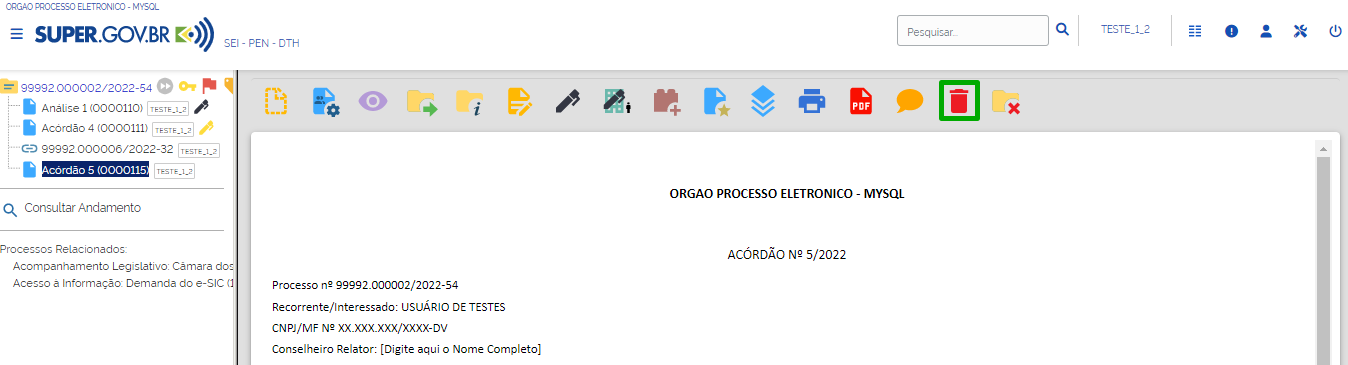 ORGAO PROCESSO ELETRONICO - MYSQL
SUPER.GOV.BR
SEI - PEN - DTH
Pesquisar...
TESTE_1_2
99992.000002/2022-54
Análise 1 (0000110) TESTE_1_2
Acórdão 4 (0000111) TESTE_1_2
99992.000006/2022-32 TESTE_1_2
Acórdão 5 (0000115) TESTE_1_2
Consultar Andamento
Processos Relacionados:
Acompanhamento Legislativo: Câmara dos
Acesso à Informação: Demanda do e-SIC (1
PDF
ORGAO PROCESSO ELETRONICO - MYSQL
ACÓRDÃO Nº 5/2022
Processo nº 99992.000002/2022-54
Recorrente/Interessado: USUÁRIO DE TESTES
CNPJ/MF Nº XX.XXX.XXX/XXXX-DV
Conselheiro Relator: [Digite aqui o Nome Completo]